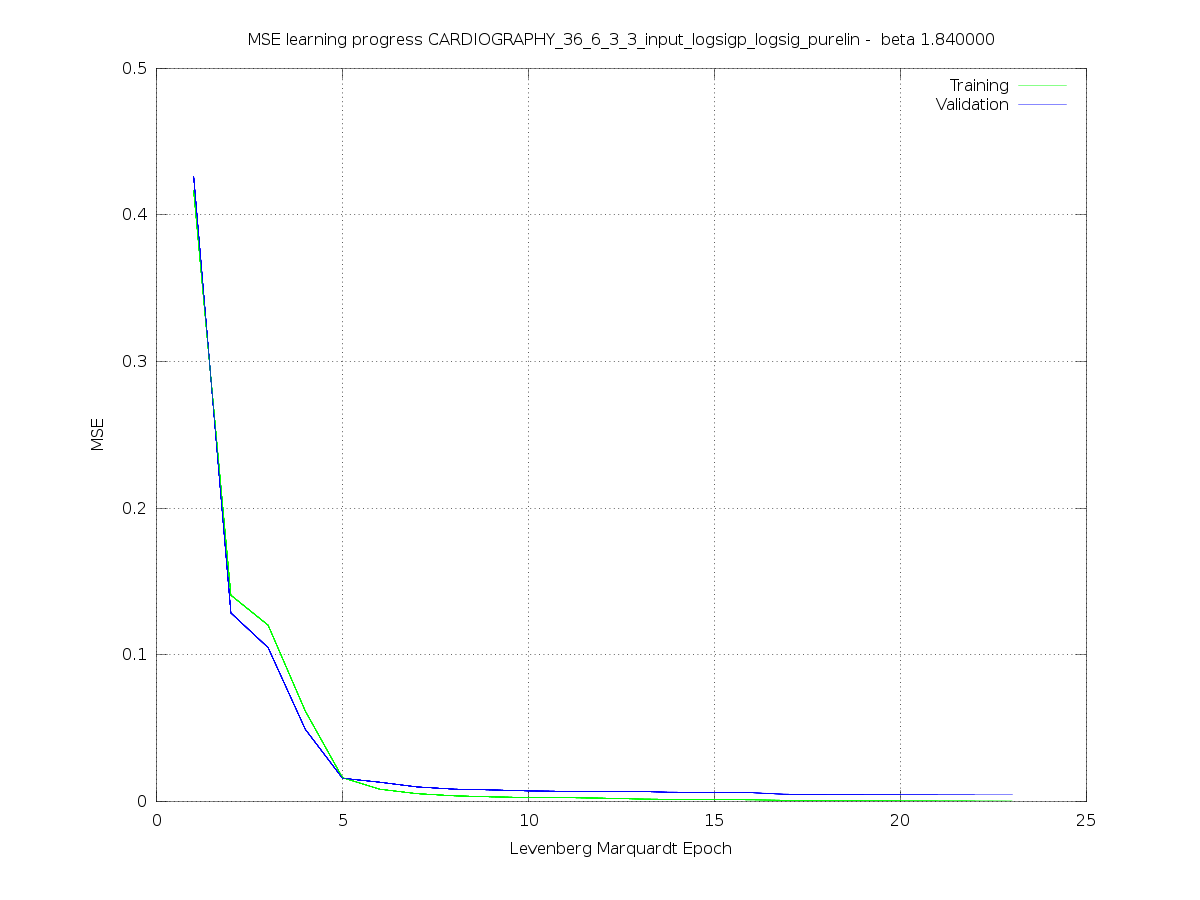 MSE learning progress CARDIOGRAPHY_36_6_3_3_input_logsigp_logsig_purelin -  beta 1.840000
0.5
Training
Validation
0.4
0.3
MSE
0.2
0.1
0
0 5 10 15 20 25
Levenberg Marquardt Epoch